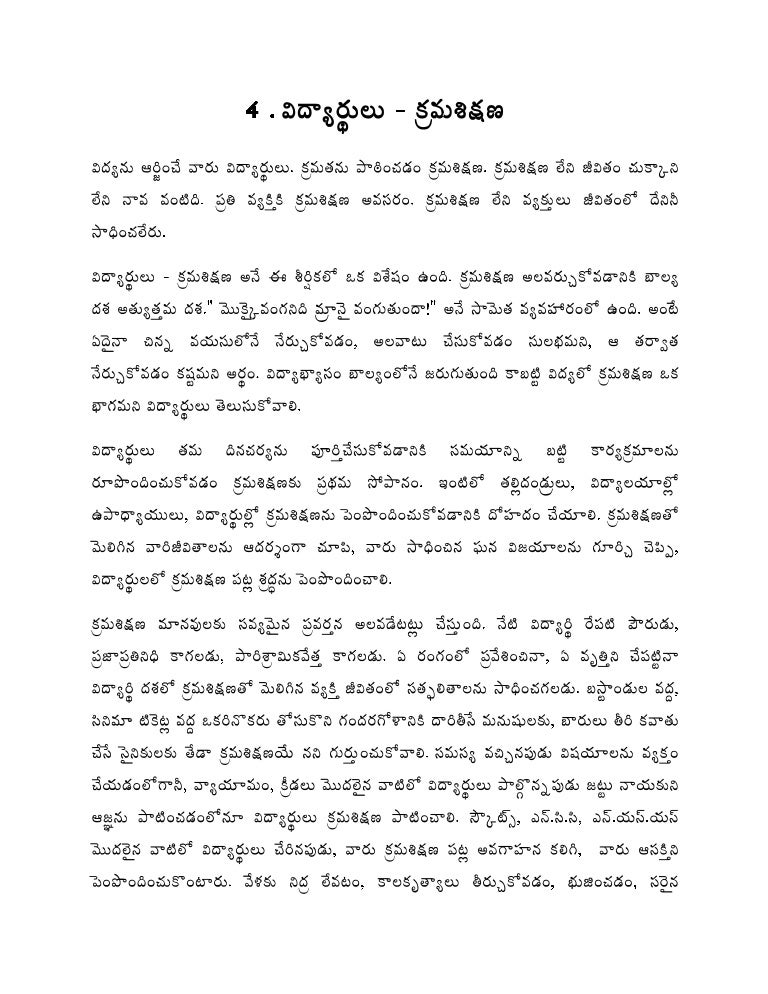 4 . విద్యార్థులు - క్రమశిక్షణ
విద్యను ఆర్జించే వారు విద్యార్థులు. క్రమతను పాఠించడం క్రమశిక్షణ. క్రమశిక్షణ లేని జీవితం చుక్కాని
లేని నావ వంటిది. ప్రతి వ్యక్తికి క్రమశిక్షణ అవసరం. క్రమశిక్షణ లేని వ్యక్తులు జీవితంలో దేనినీ
సాధించలేరు.
విద్యార్థులు - క్రమశిక్షణ అనే ఈ శీర్షికలో ఒక విశేషం ఉంది. క్రమశిక్షణ అలవర్చుకోవడానికి బాల్య
దశ అత్యుత్తమ దశ." మొక్కైవంగనిది మ్రానై వంగుతుందా!" అనే సామెత వ్యవహారంలో ఉంది. అంటే
ఏదైనా చిన్న వయసులోనే నేర్చుకోవడం, అలవాటు చేసుకోవడం సులభమని, ఆ తర్వాత
నేర్చుకోవడం కష్టమని అర్థం. విద్యాభ్యాసం బాల్యంలోనే జరుగుతుంది కాబట్టి విద్యలో క్రమశిక్షణ ఒక
భాగమని విద్యార్థులు తెలుసుకోవాలి.
విద్యార్థులు తమ దినచర్యను పూర్తిచేసుకోవడానికి సమయాన్ని బట్టి కార్యక్రమాలను
రూపొందించుకోవడం క్రమశిక్షణకు ప్రథమ సోపానం. ఇంటిలో తల్లిదండ్రులు, విద్యాలయాల్లో
ఉపాధ్యాయులు, విద్యార్థుల్లో క్రమశిక్షణను పెంపొందించుకోవడానికి దోహదం చేయాలి. క్రమశిక్షణతో
మెలిగిన వారిజీవితాలను ఆదర్శంగా చూపి, వారు సాధించిన ఘన విజయాలను గూర్చి చెప్పి,
విద్యార్థులలో క్రమశిక్షణ పట్ల శ్రద్ధను పెంపొందించాలి.
క్రమశిక్షణ మానవులకు సవ్యమైన ప్రవర్తన అలవడేటట్లు చేస్తుంది. నేటి విద్యార్థి రేపటి పౌరుడు,
ప్రజాప్రతినిధి కాగలడు, పారిశ్రామికవేత్త కాగలడు. ఏ రంగంలో ప్రవేశించినా, ఏ వృత్తిని చేపట్టినా
విద్యార్థి దశలో క్రమశిక్షణతో మెలిగిన వ్యక్తి జీవితంలో సత్ఫలితాలను సాధించగలడు. బస్టాండుల వద్ద,
సినిమా టికెట్ల వద్ద ఒకరినొకరు తోసుకొని గందరగోళానికి దారితీసే మనుషులకు, బారులు తీరి కవాతు
చేసే సైనికులకు తేడా క్రమశిక్షణయే నని గుర్తుంచుకోవాలి. సమస్య వచ్చినపుడు విషయాలను వ్యక్తం
చేయడంలోగానీ, వ్యాయామం, క్రీడలు మొదలైన వాటిలో విద్యార్థులు పాల్గొన్నపుడు జట్టు నాయకుని
ఆజ్ఞను పాటించడంలోనూ విద్యార్థులు క్రమశిక్షణ పాటించాలి. స్కౌట్స్, ఎన్.సి.సి, ఎన్.యస్.యస్
మొదలైన వాటిలో విద్యార్థులు చేరినపుడు, వారు క్రమశిక్షణ పట్ల అవగాహన కలిగి, వారు ఆసక్తిని
పెంపొందించుకొంటారు. వేళకు నిద్ర లేవటం, కాలకృత్యాలు తీర్చుకోవడం, భుజించడం, సరైన